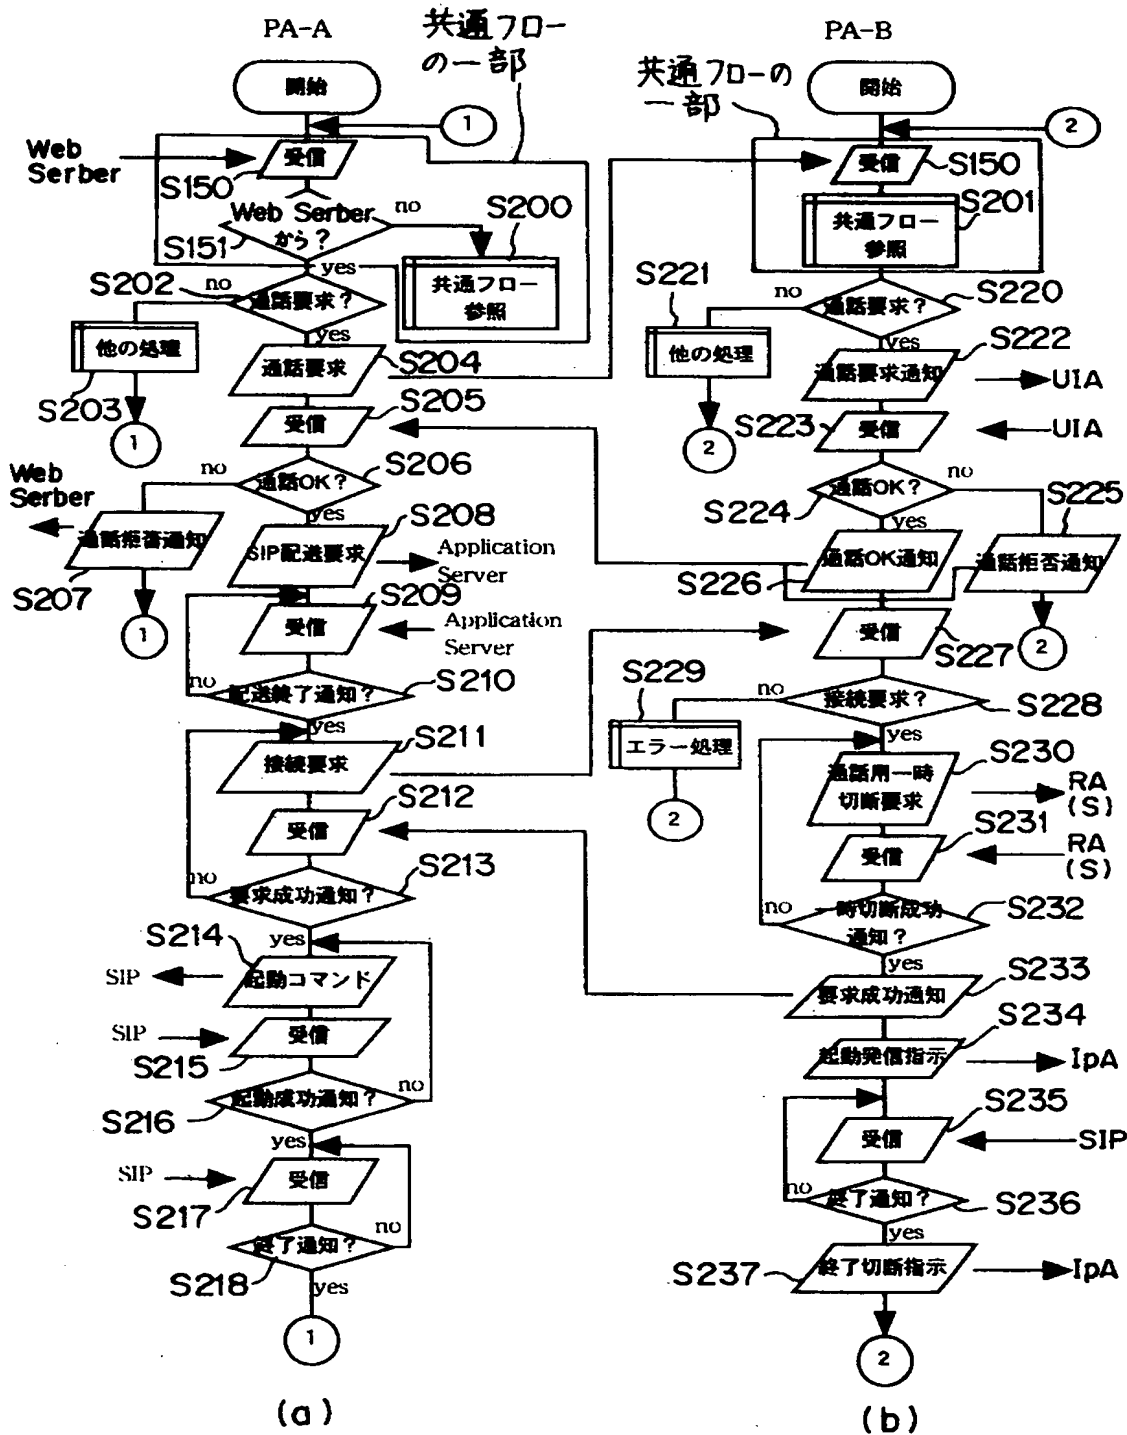 PA-A
共通フロー
の一部
開始
1
Web
Serber
受信
S150
Web Serber
から?
S151
no
S200
yes
共通フロー
参照
S202
no
通話要求?
yes
他の処理
S203
1
通話要求
S204
受信
S205
通話OK?
S206
no
Web
Serber
通話拒否通知
S207
1
yes
SIP配送要求
S208
Application
Server
S209
受信
Application
Server
no
配送終了通知?
S210
yes
接続要求
S211
受信
S212
no
要求成功通知?
S213
yes
S214
SIP
起動コマンド
SIP
受信
S215
起動成功通知?
no
S216
yes
SIP
受信
S217
no
終了通知?
S218
yes
1
(a)
PA-B
共通フローの
一部
開始
2
受信
S150
共通フロー
参照
S201
S221
no
通話要求?
S220
他の処理
2
yes
通話要求通知
S222
UIA
S223
受信
UIA
通話OK?
no
S224
S225
yes
通話OK通知
S226
通話拒否通知
2
受信
S227
S229
no
接続要求?
S228
エラー処理
2
yes
通話用一時
切断要求
S230
RA
(S)
S231
受信
RA
(S)
no
一時切断成功
通知?
S232
yes
要求成功通知
S233
S234
起動発信指示
IpA
S235
受信
SIP
no
終了通知?
S236
yes
S237
終了切断指示
IpA
2
(b)